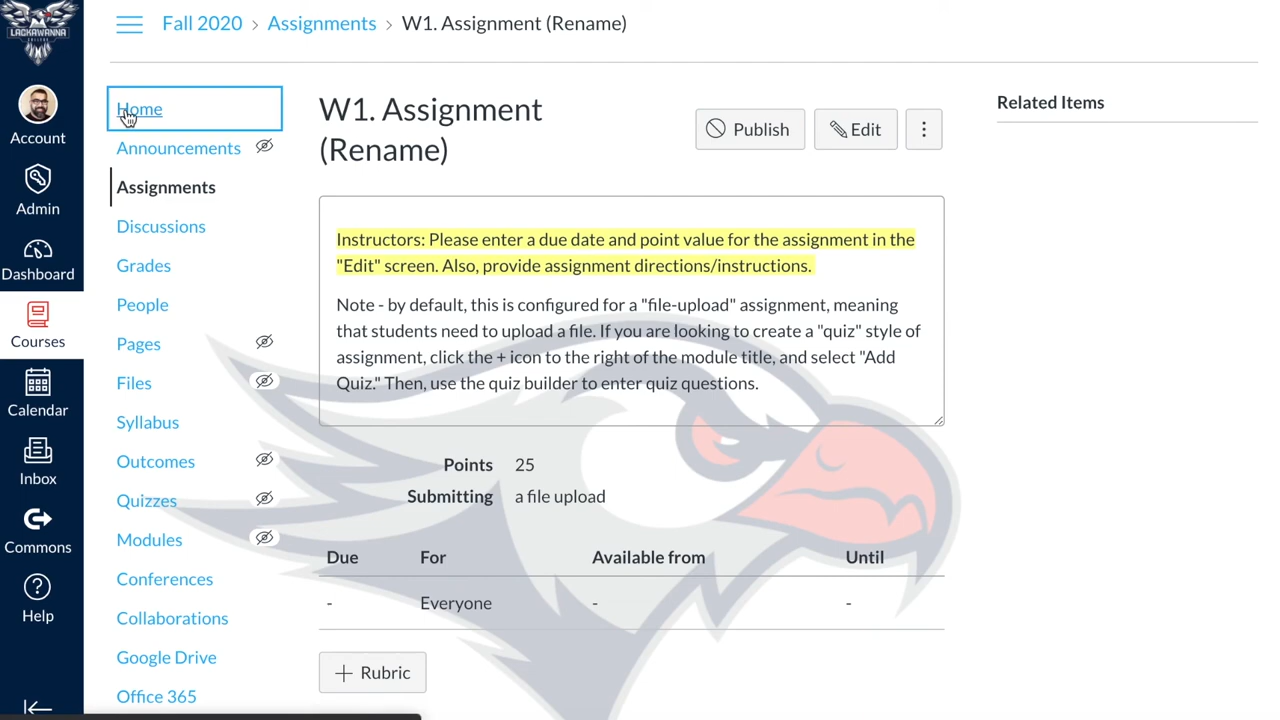 LACKAWANNA
COLLEGE
Account
Admin
Dashboard
Courses
Calendar
Inbox
Commons
Help
Fall 2020 > Assignments > W1. Assignment (Rename)
Home
Announcements
Assignments
Discussions
Grades
People
Pages
Files
Syllabus
Outcomes
Quizzes
Modules
Conferences
Collaborations
Google Drive
Office 365
W1. Assignment
(Rename)
Publish
Edit
Instructors: Please enter a due date and point value for the assignment in the
"Edit" screen. Also, provide assignment directions/instructions.
Note - by default, this is configured for a "file-upload" assignment, meaning
that students need to upload a file. If you are looking to create a "quiz" style of
assignment, click the + icon to the right of the module title, and select "Add
Quiz." Then, use the quiz builder to enter quiz questions.
Points 25
Submitting a file upload
Due For Available from Until
- Everyone - -
+ Rubric
Related Items